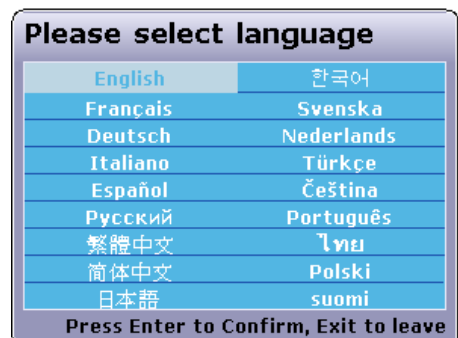 Please select language
English 한국어
Français Svenska
Deutsch Nederlands
Italiano Türkçe
Español Čeština
Русский Português
繁體中文 ไทย
简体中文 Polski
日本語 suomi
Press Enter to Confirm, Exit to leave